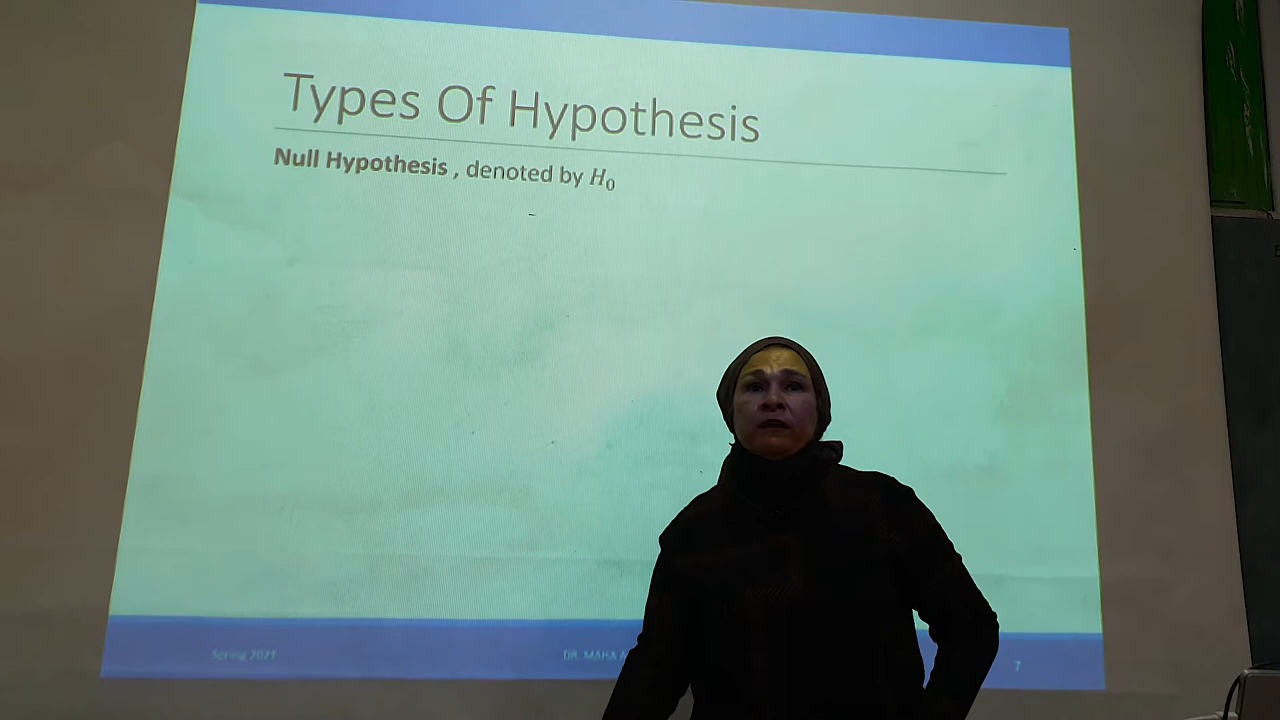 Types Of Hypothesis
Null Hypothesis , denoted by H₀
Spring 2021
DR. MAHA A
7